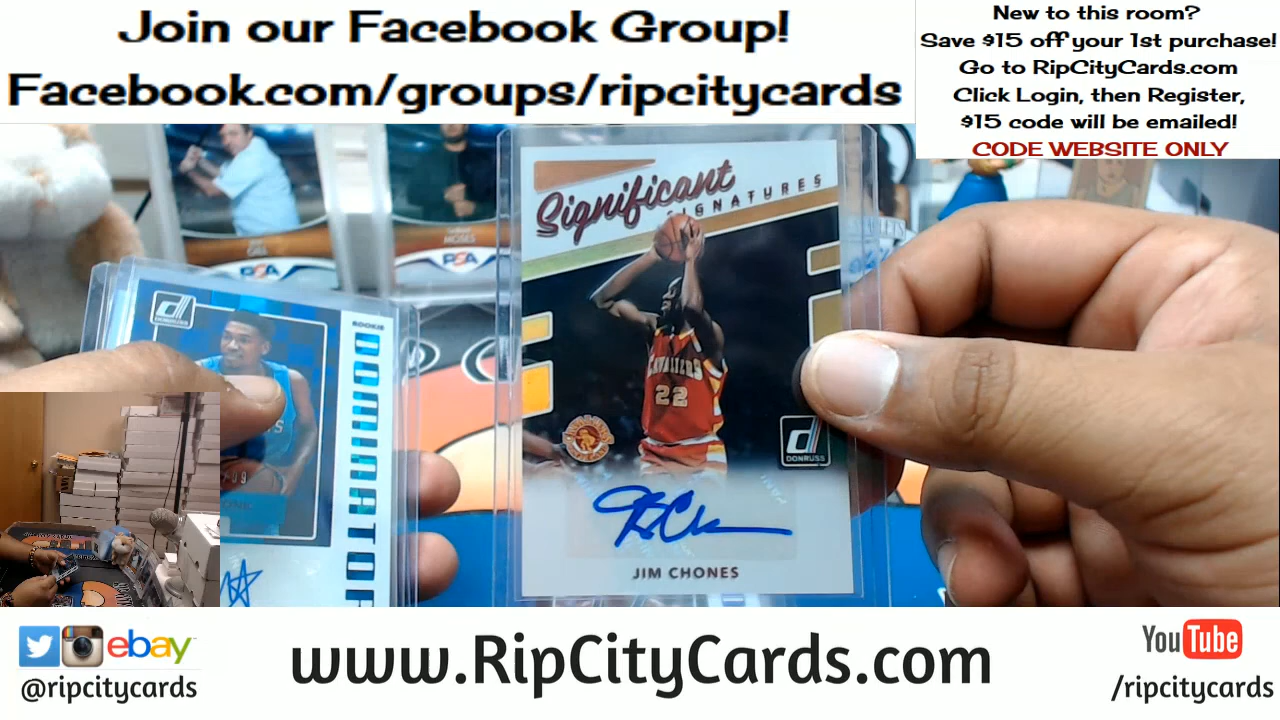 Join our Facebook Group!
Facebook.com/groups/ripcitycards
New to this room?
Save $15 off your 1st purchase!
Go to RipCityCards.com
Click Login, then Register,
$15 code will be emailed!
CODE WEBSITE ONLY
Significant
SIGNATURES
MOSES
PSA
PSA
DONRUSS
ROOKIE
DOMINATOR
CAVALIERS
22
DONRUSS
JIM CHONES
ebay
@ripcitycards
www.RipCityCards.com
YouTube
/ripcitycards